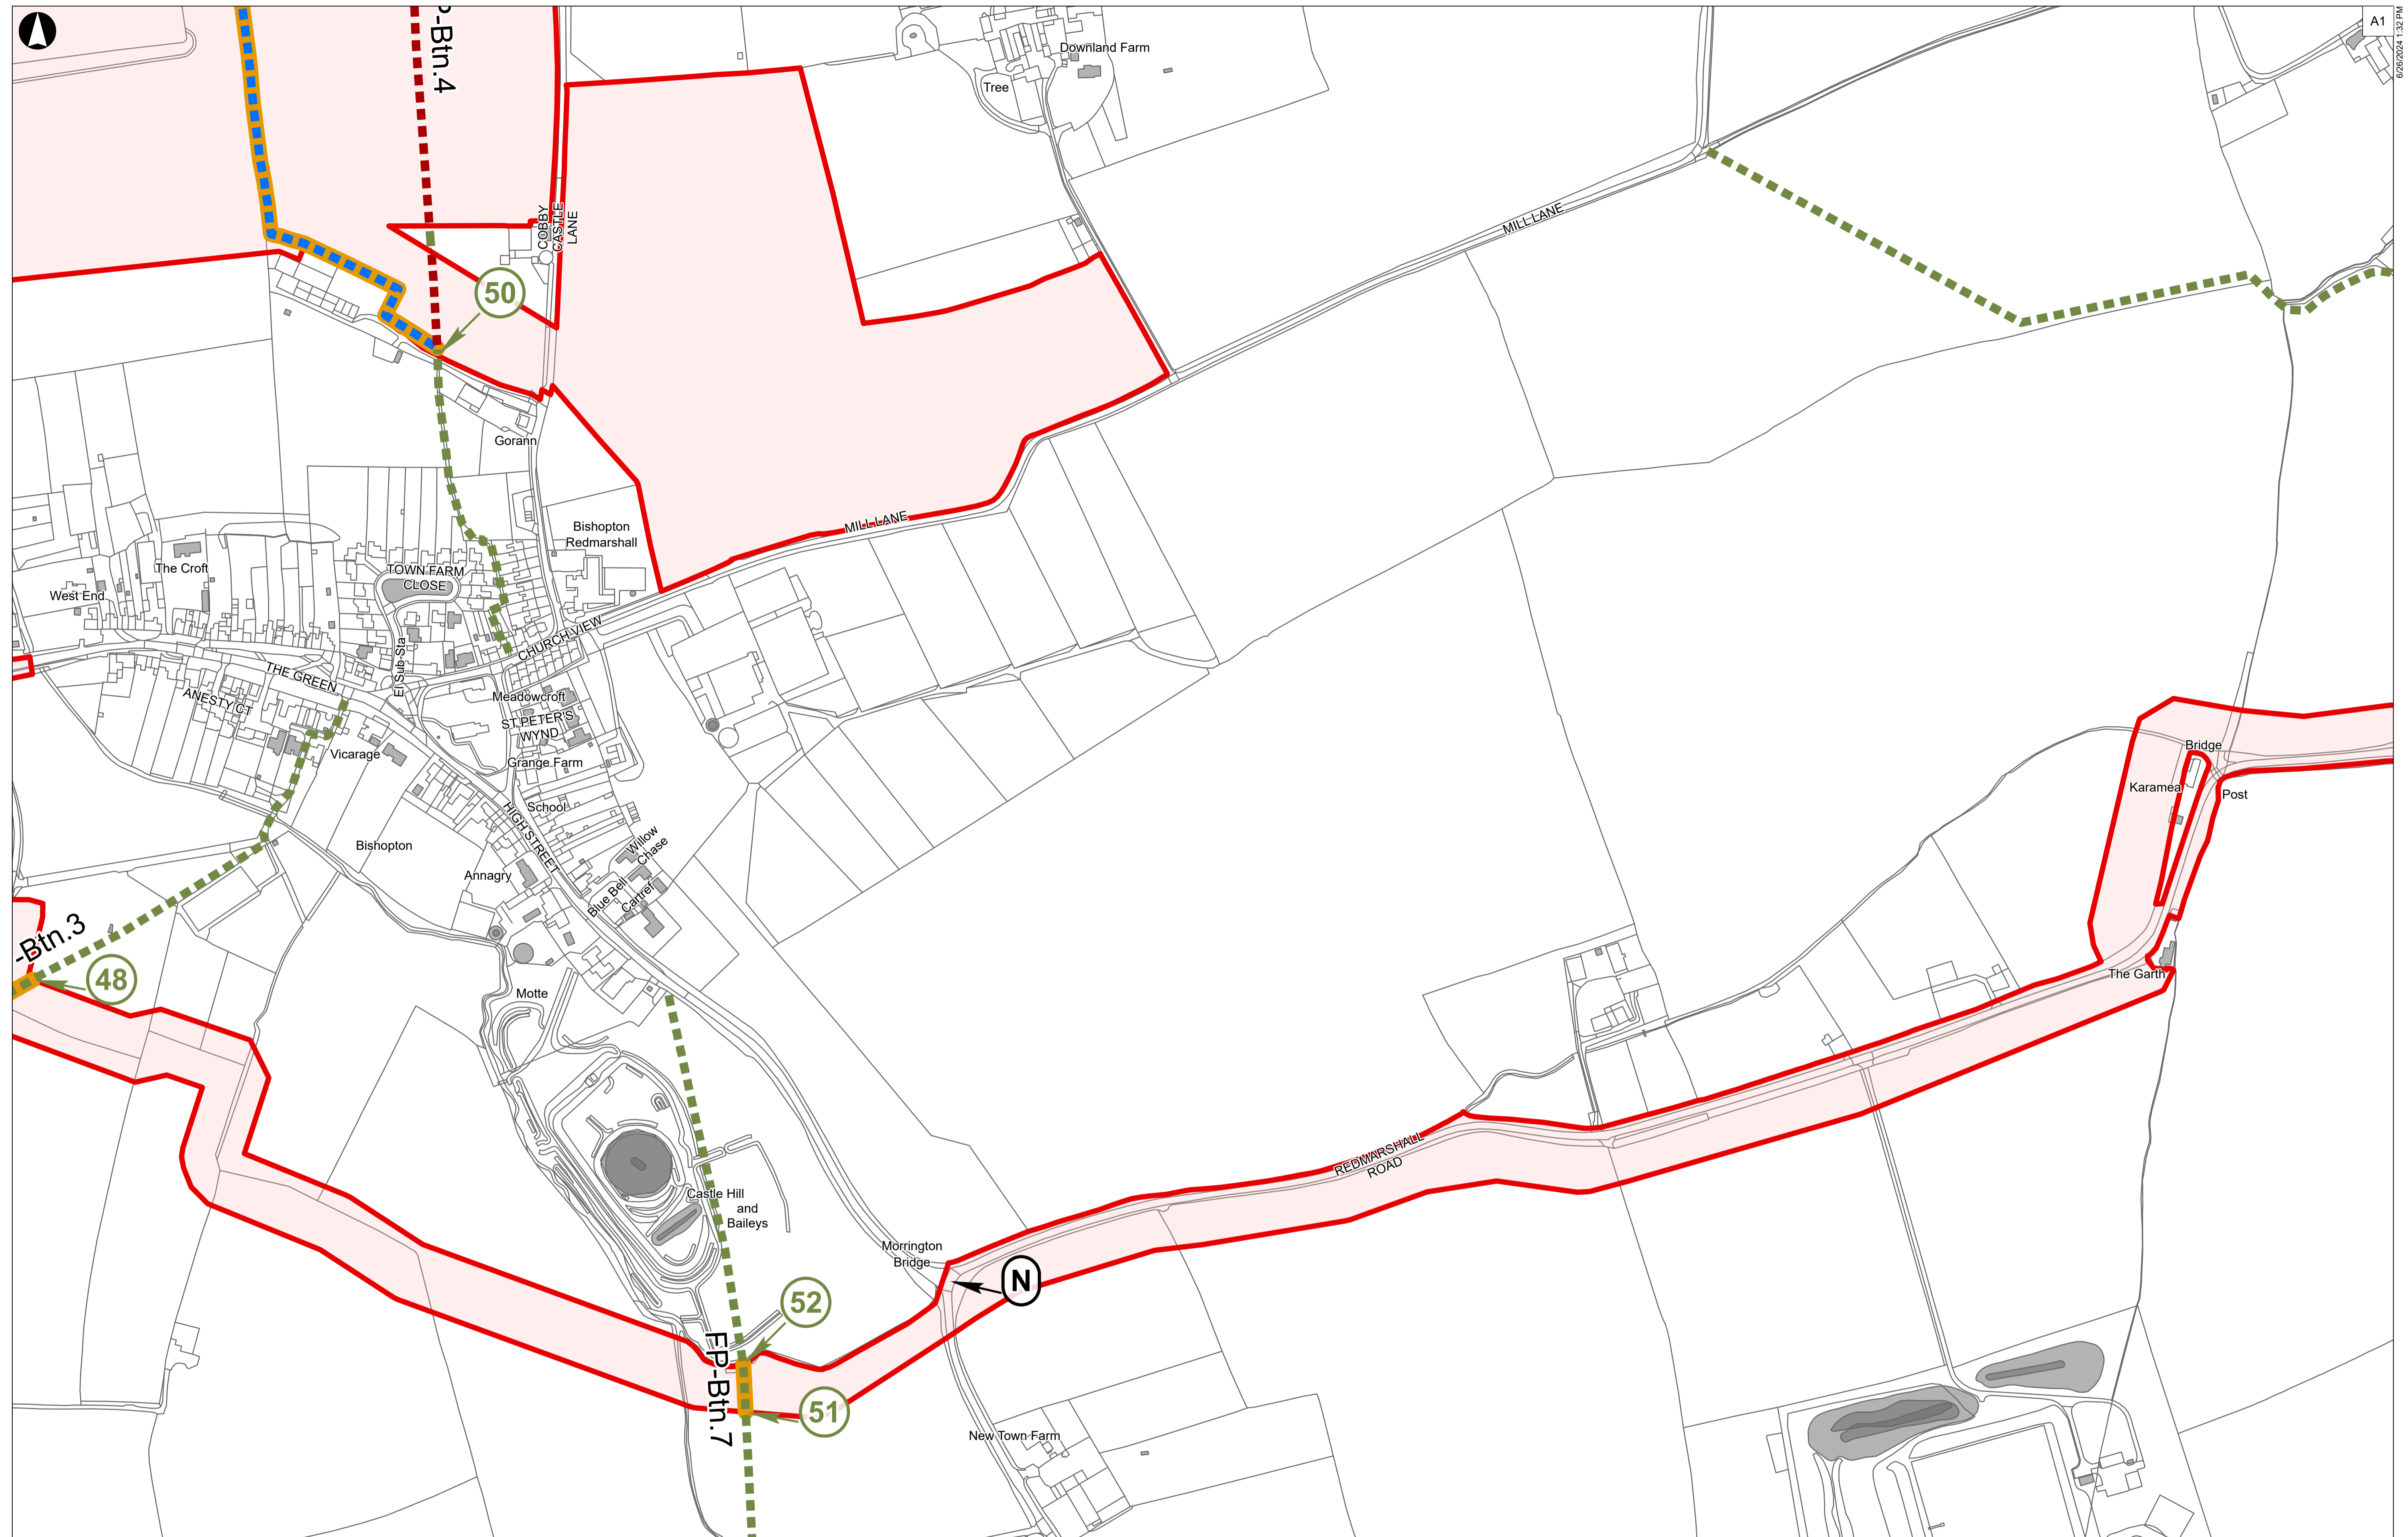 A1
6/26/2024 1:32 PM
P-Btn.4
Downland Farm
Tree
COBBY
CASTLE
LANE
MILL LANE
50
Gorann
MILL LANE
Bishopton
Redmarshall
The Croft
TOWN FARM
CLOSE
West End
CHURCH VIEW
El Sub Sta
THE GREEN
ANESTY CT
Meadowcroft
ST PETER'S
WYND
Vicarage
Grange Farm
Bridge
Karamea
Post
School
HIGH STREET
Bishopton
Willow
Chase
Annagry
Blue Bell
Cartref
-Btn.3
48
The Garth
Motte
REDMARSHALL
ROAD
Castle Hill
and
Baileys
Morrington
Bridge
N
52
FP-Btn.7
51
New Town Farm